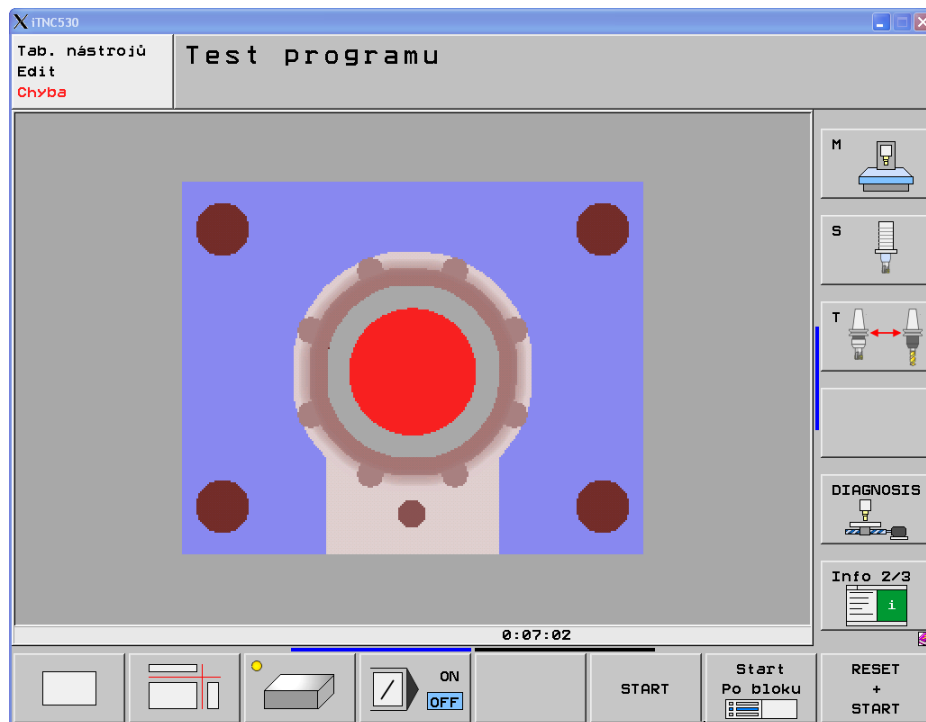 iTNC530
Tab. nástrojů
Edit
Chyba
Test programu
M
S
T
DIAGNOSIS
Info 2/3
i
0:07:02
ON
OFF
START
Start
Po bloku
RESET
+
START